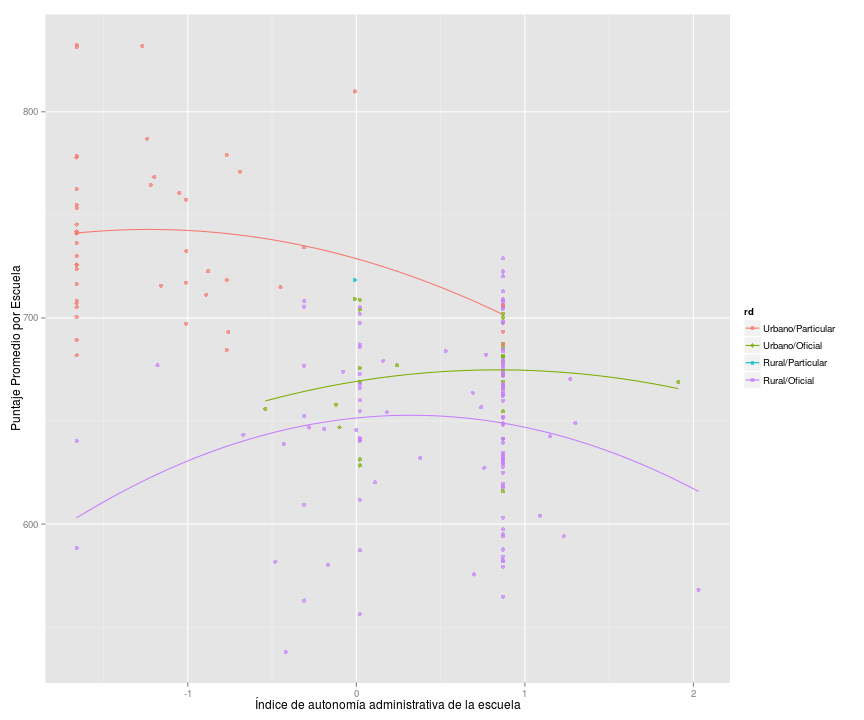 800
700
600
Puntaje Promedio por Escuela
-1
0
1
2
Índice de autonomía administrativa de la escuela
rd
Urbano/Particular
Urbano/Oficial
Rural/Particular
Rural/Oficial